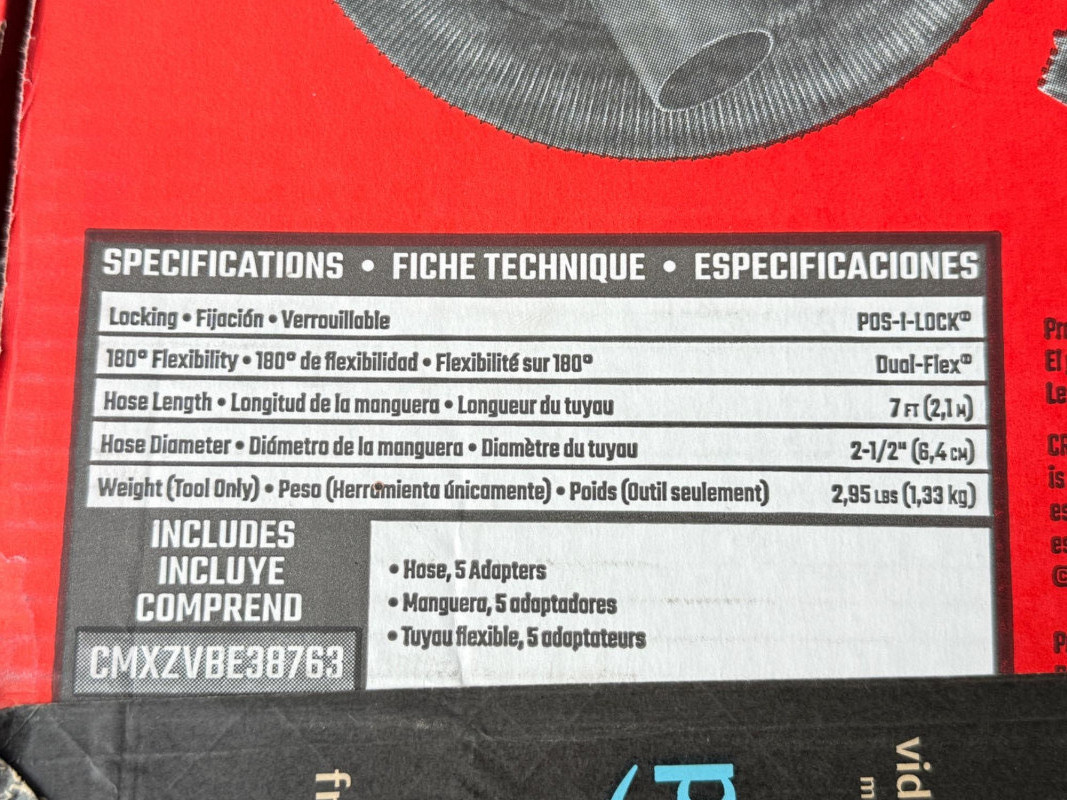 SPECIFICATIONS • FICHE TECHNIQUE • ESPECIFICACIONES
Locking • Fijación • Verrouillable POS-I-LOCK®
180° Flexibility • 180° de flexibilidad • Flexibilité sur 180° Dual-Flex®
Hose Length • Longitud de la manguera • Longueur du tuyau 7 FT (2,1 M)
Hose Diameter • Diámetro de la manguera • Diamètre du tuyau 2-1/2" (6,4 CM)
Weight (Tool Only) • Peso (Herramienta únicamente) • Poids (Outil seulement) 2,95 LBS (1,33 kg)
INCLUDES
INCLUYE
COMPREND
CMXZVBE38763
• Hose, 5 Adapters
• Manguera, 5 adaptadores
• Tuyau flexible, 5 adaptateurs